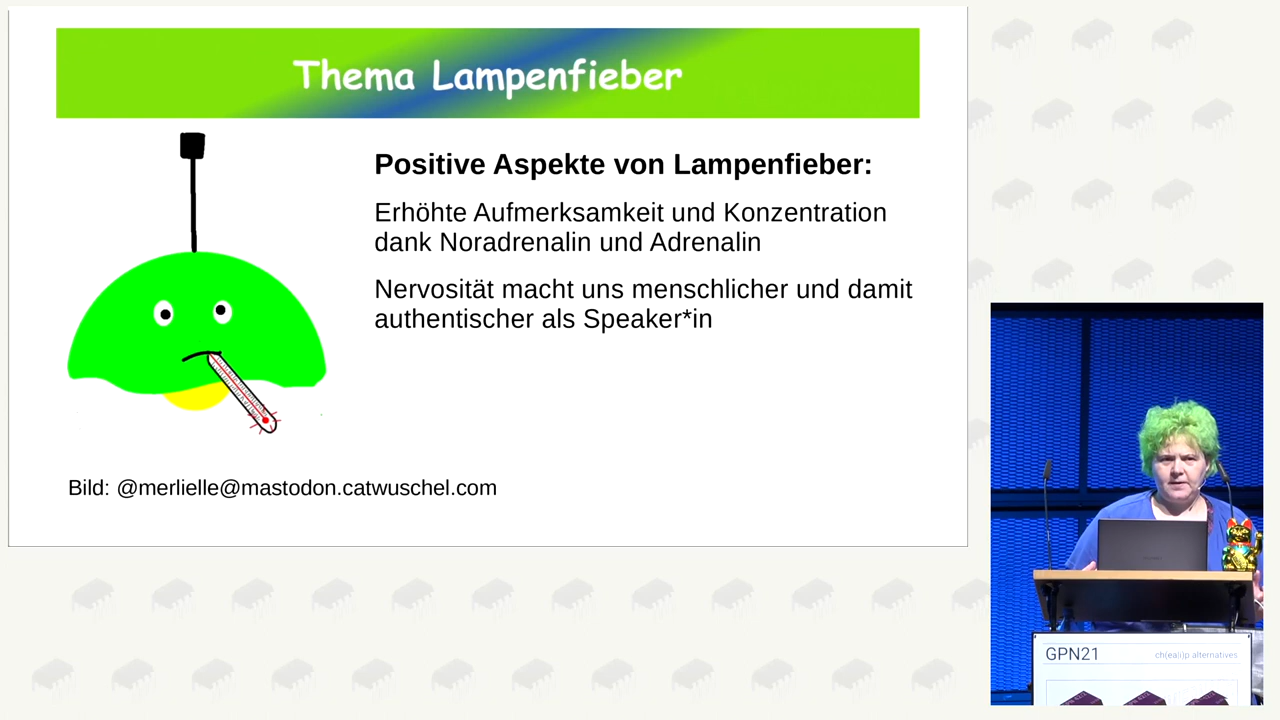 Thema Lampenfieber
Positive Aspekte von Lampenfieber:
Erhöhte Aufmerksamkeit und Konzentration
dank Noradrenalin und Adrenalin
Nervosität macht uns menschlicher und damit
authentischer als Speaker*in
Bild: @merlielle@mastodon.catwuschel.com
GPN21
ch(ea|i)p alternatives